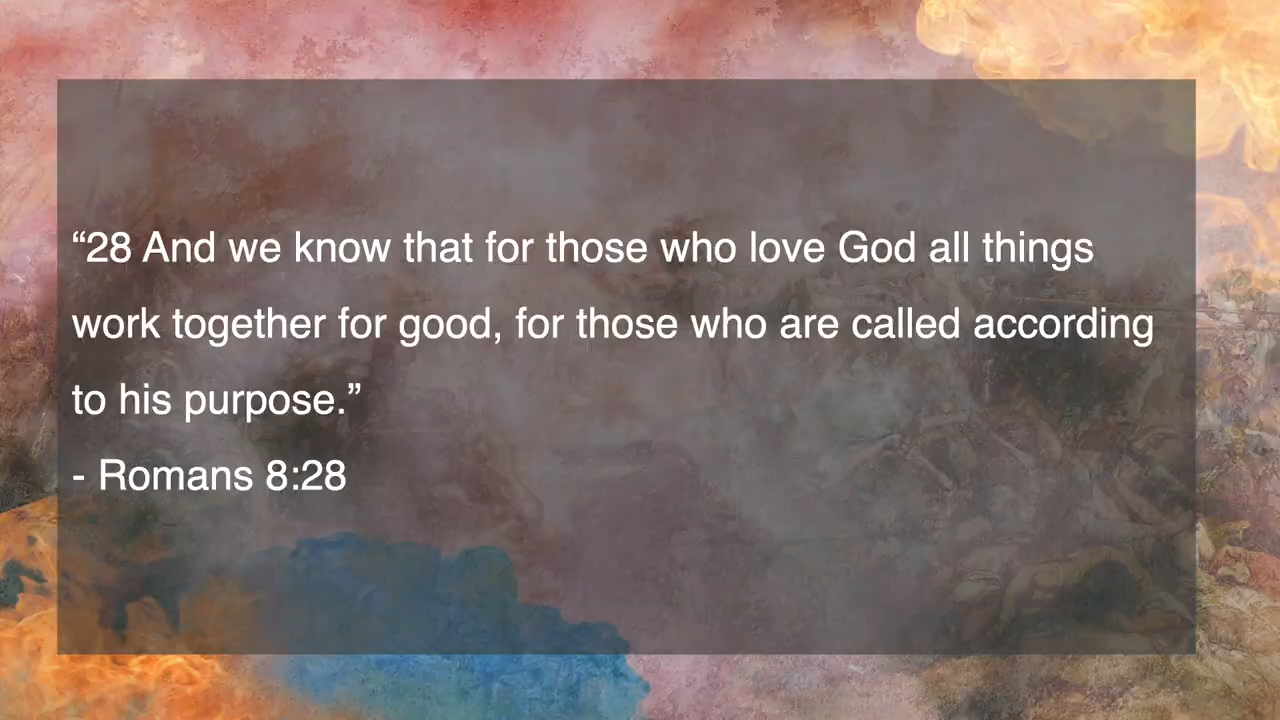 “28 And we know that for those who love God all things
work together for good, for those who are called according
to his purpose.”
- Romans 8:28